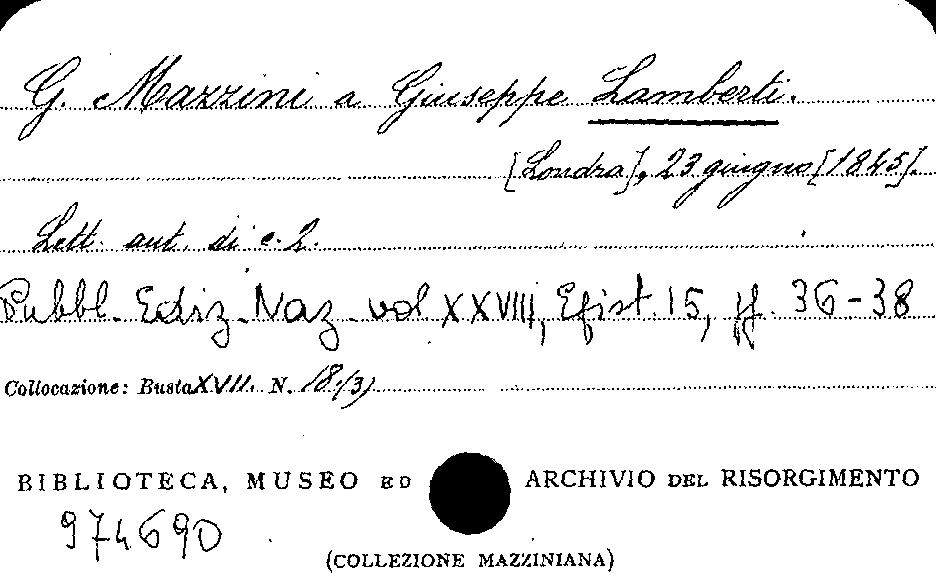 G. Mazzini a Giuseppe Lamberti.
[Londra], 23 giugno [1845].
Lett. aut. di c. 2.
Pubbl. Ediz. Naz. vol XXVIII, Epist. 15, pp. 36-38
Collocazione: Busta XVII. N. 18/3)
BIBLIOTECA, MUSEO ED ARCHIVIO DEL RISORGIMENTO
974690
(COLLEZIONE MAZZINIANA)